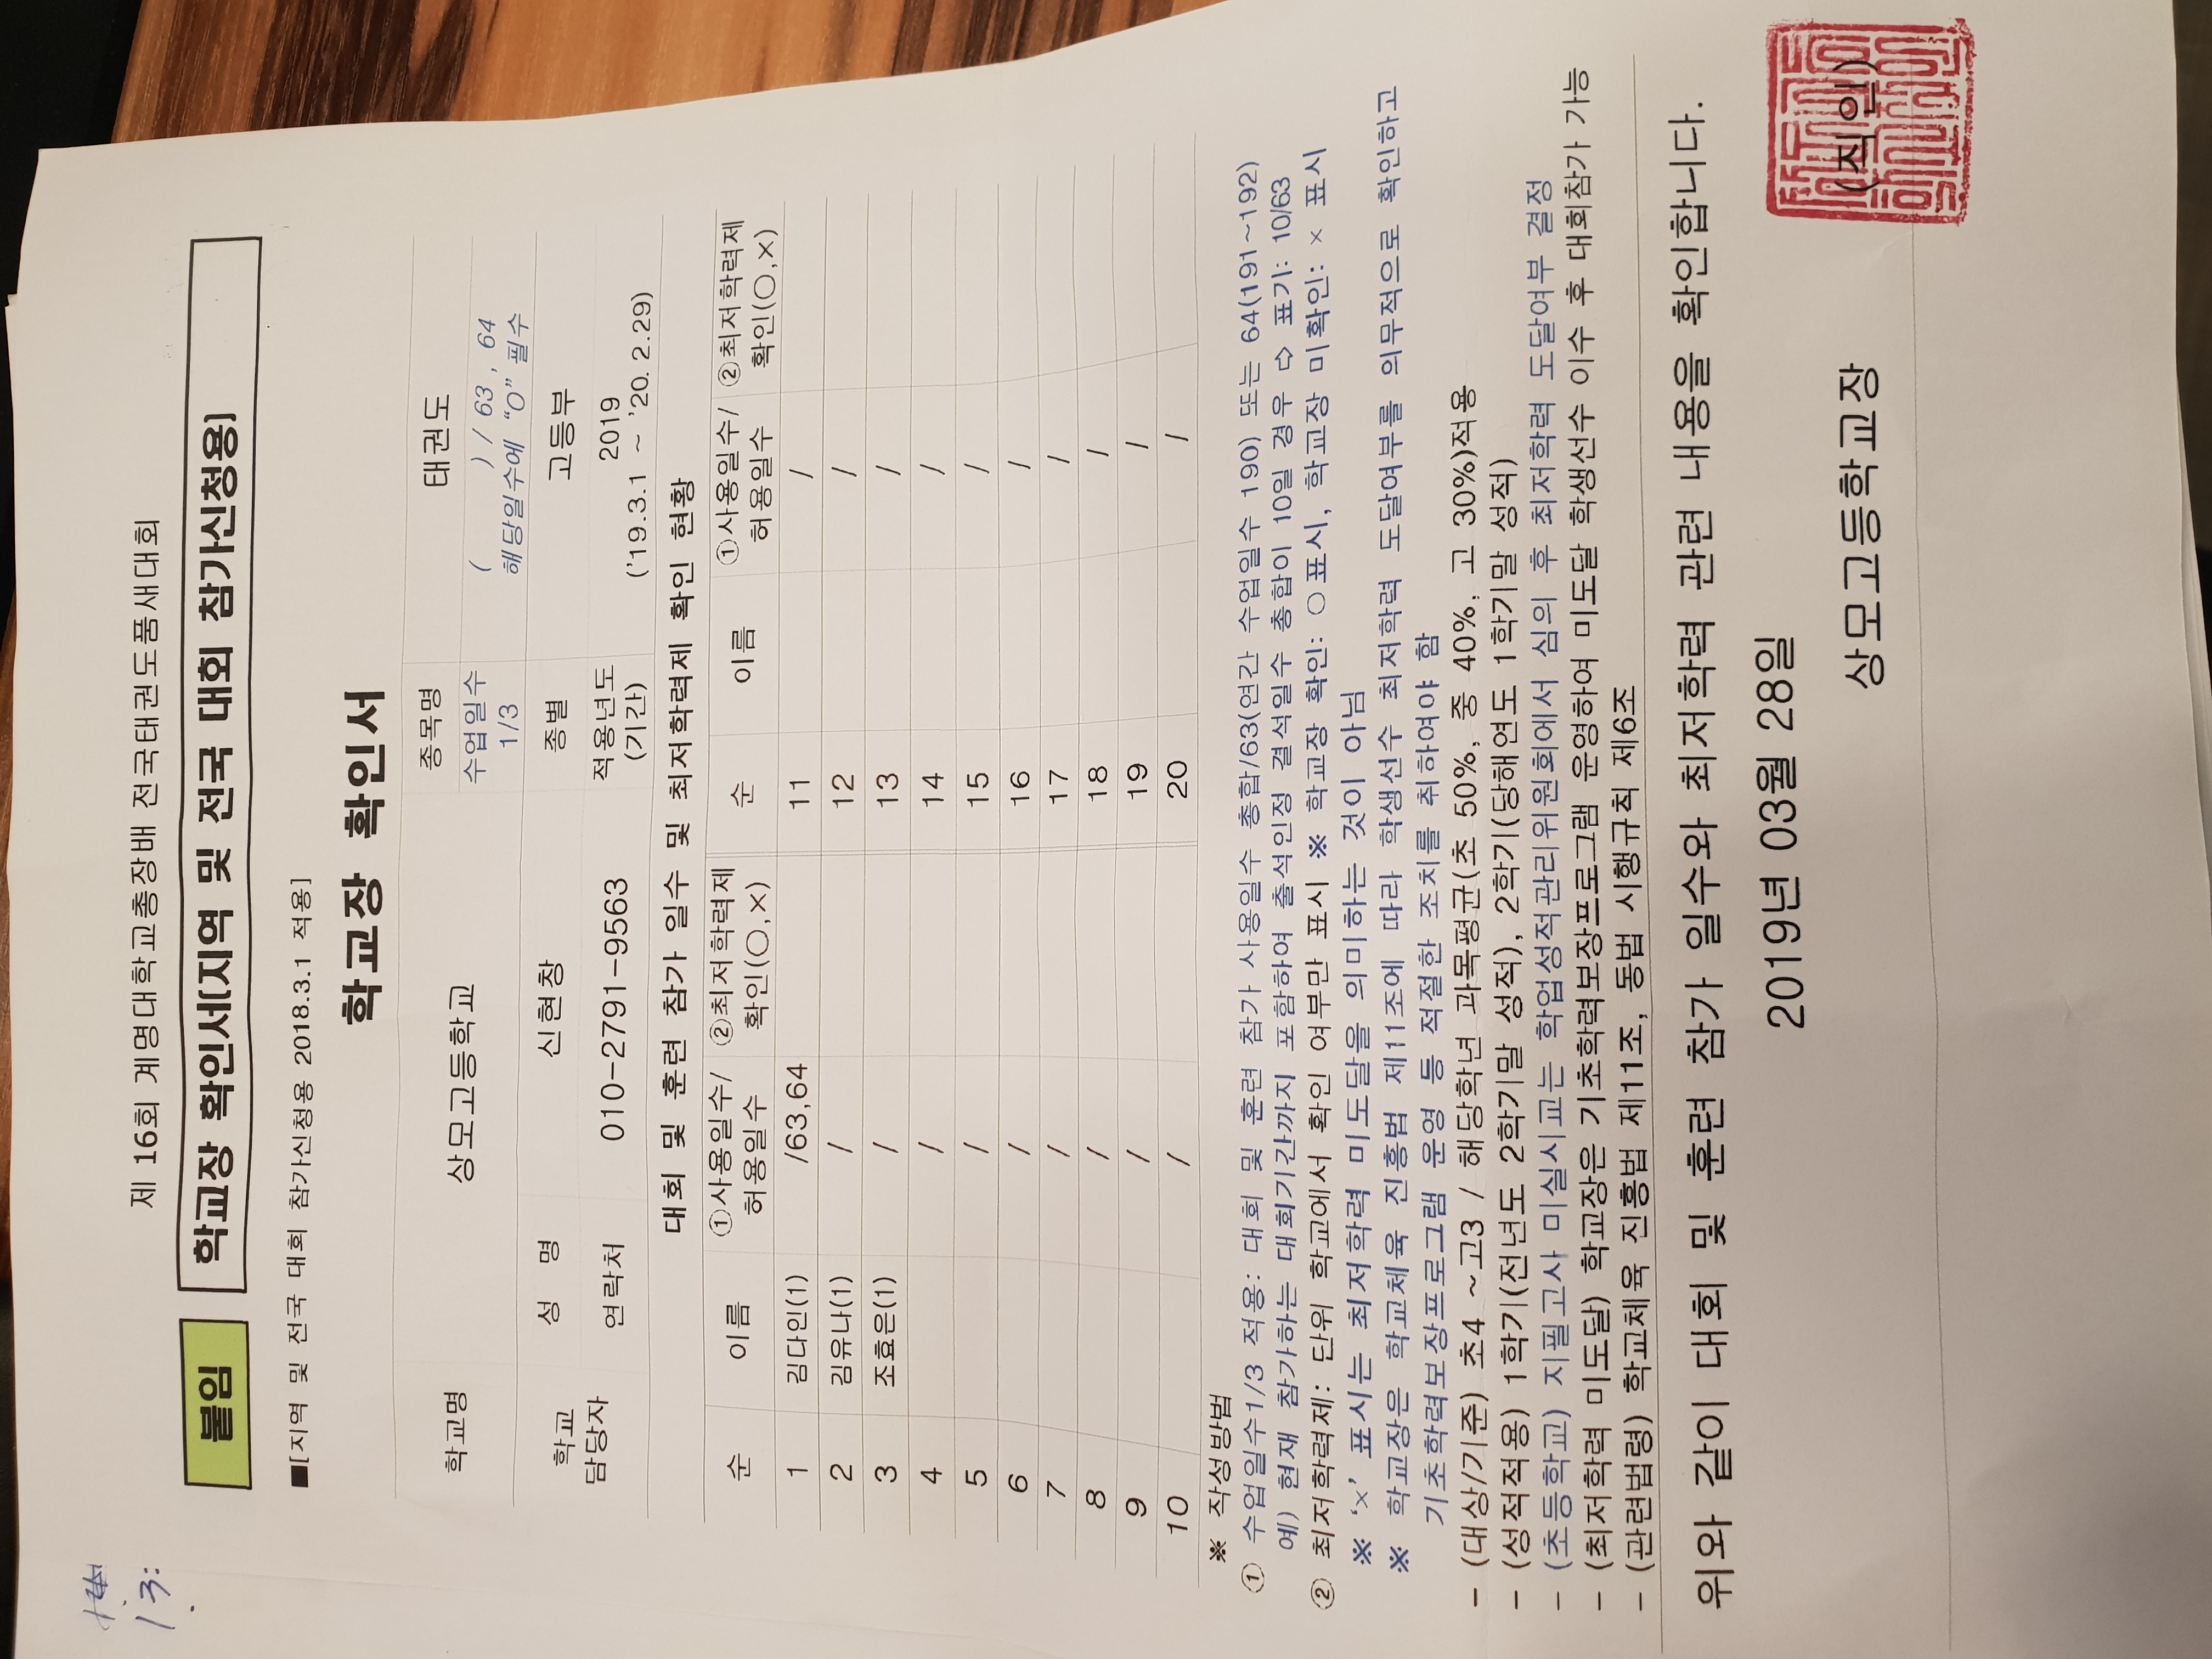 13:
제 16회 계명대학교총장배 전국태권도품새대회
붙임 학교장 확인서(지역 및 전국 대회 참가신청용)
■[지역 및 전국 대회 참가신청용 2018.3.1 적용]
학교장 확인서
학교명 상모고등학교 종목명 태권도
수업일수 1/3 ( ) / 63 , 64
해당일수에 “O” 필수
학교 담당자 성 명 신현창 종별 고등부
연락처 010-2791-9563 적용년도 (기간) 2019
('19.3.1 ~ '20. 2.29)
대회 및 훈련 참가 일수 및 최저학력제 확인 현황
순 이름 ①사용일수/허용일수 ②최저학력제 확인(○,×) 순 이름 ①사용일수/허용일수 ②최저학력제 확인(○,×)
1 김다인(1) /63,64 11 /
2 김유나(1) / 12 /
3 조효은(1) / 13 /
4 / 14 /
5 / 15 /
6 / 16 /
7 / 17 /
8 / 18 /
9 / 19 /
10 / 20 /
※ 작성방법
① 수업일수1/3 적용: 대회 및 훈련 참가 사용일수 총합/63(연간 수업일수 190) 또는 64(191~192)
예) 현재 참가하는 대회기간까지 포함하여 출석인정 결석일수 총합이 10일 경우 ⇨ 표기: 10/63
② 최저학력제: 단위 학교에서 확인 여부만 표시 ※ 학교장 확인: ○ 표시, 학교장 미확인: × 표시
※ ‘×’ 표시는 최저학력 미도달을 의미하는 것이 아님
※ 학교장은 학교체육 진흥법 제11조에 따라 학생선수 최저학력 도달여부를 의무적으로 확인하고
기초학력보장프로그램 운영 등 적절한 조치를 취하여야 함
- (대상/기준) 초4 ~ 고3 / 해당학년 과목평균(초 50%, 중 40%, 고 30%)적용
- (성적적용) 1학기(전년도 2학기말 성적), 2학기(당해연도 1학기말 성적)
- (초등학교) 지필고사 미실시교는 학업성적관리위원회에서 심의 후 최저학력 도달여부 결정
- (최저학력 미도달) 학교장은 기초학력보장프로그램 운영하여 미도달 학생선수 이수 후 대회참가 가능
- (관련법령) 학교체육 진흥법 제11조, 동법 시행규칙 제6조
위와 같이 대회 및 훈련 참가 일수와 최저학력 관련 내용을 확인합니다.
2019년 03월 28일
상모고등학교장 (직인)